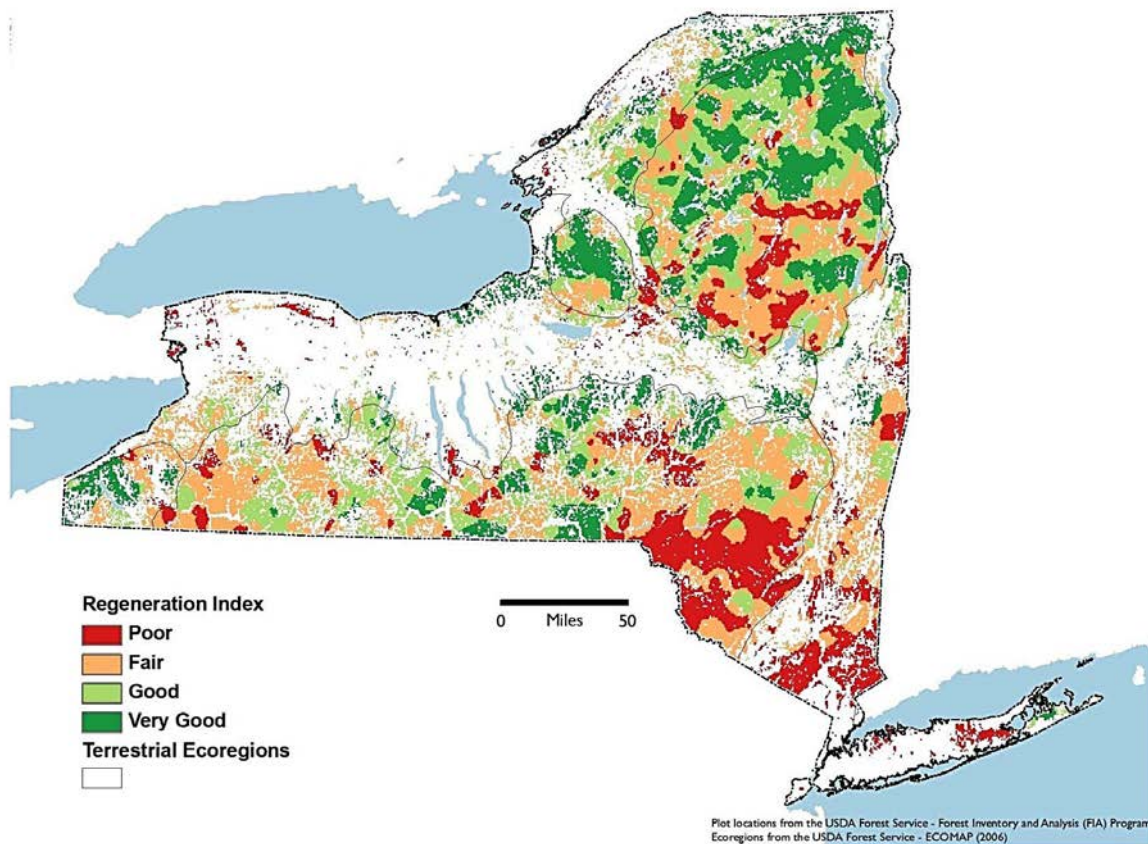 Regeneration Index
Poor
Fair
Good
Very Good
Terrestrial Ecoregions
0 Miles 50
Plot locations from the USDA Forest Service - Forest Inventory and Analysis (FIA) Program
Ecoregions from the USDA Forest Service - ECOMAP (2006)